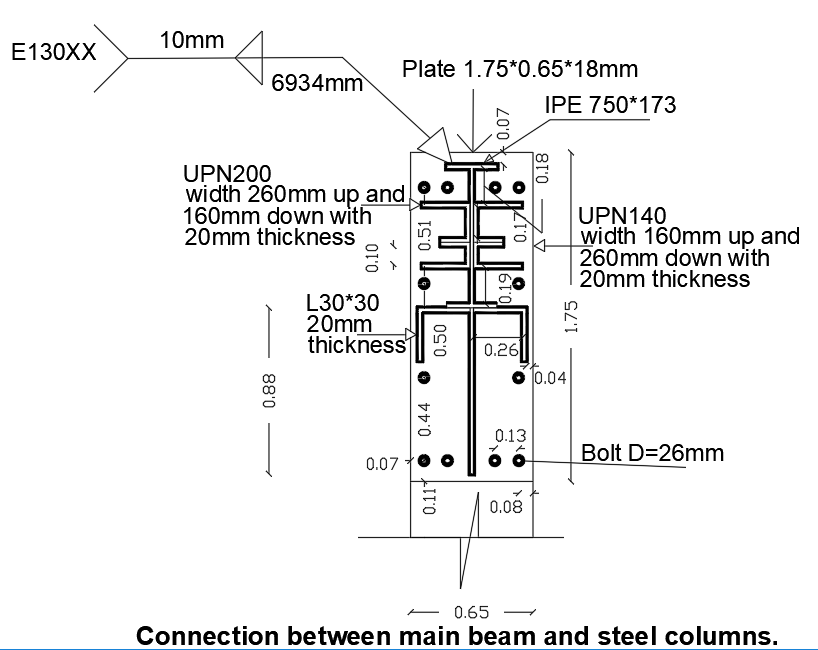 E130XX
10mm
6934mm
Plate 1.75*0.65*18mm
IPE 750*173
0.07
0.18
UPN200
width 260mm up and
160mm down with
20mm thickness
0.51
0.17
UPN140
width 160mm up and
260mm down with
20mm thickness
0.10
0.19
L30*30
20mm
thickness
0.50
0.26
1.75
0.88
0.04
0.44
0.13
Bolt D=26mm
0.07
0.11
0.08
0.65
Connection between main beam and steel columns.